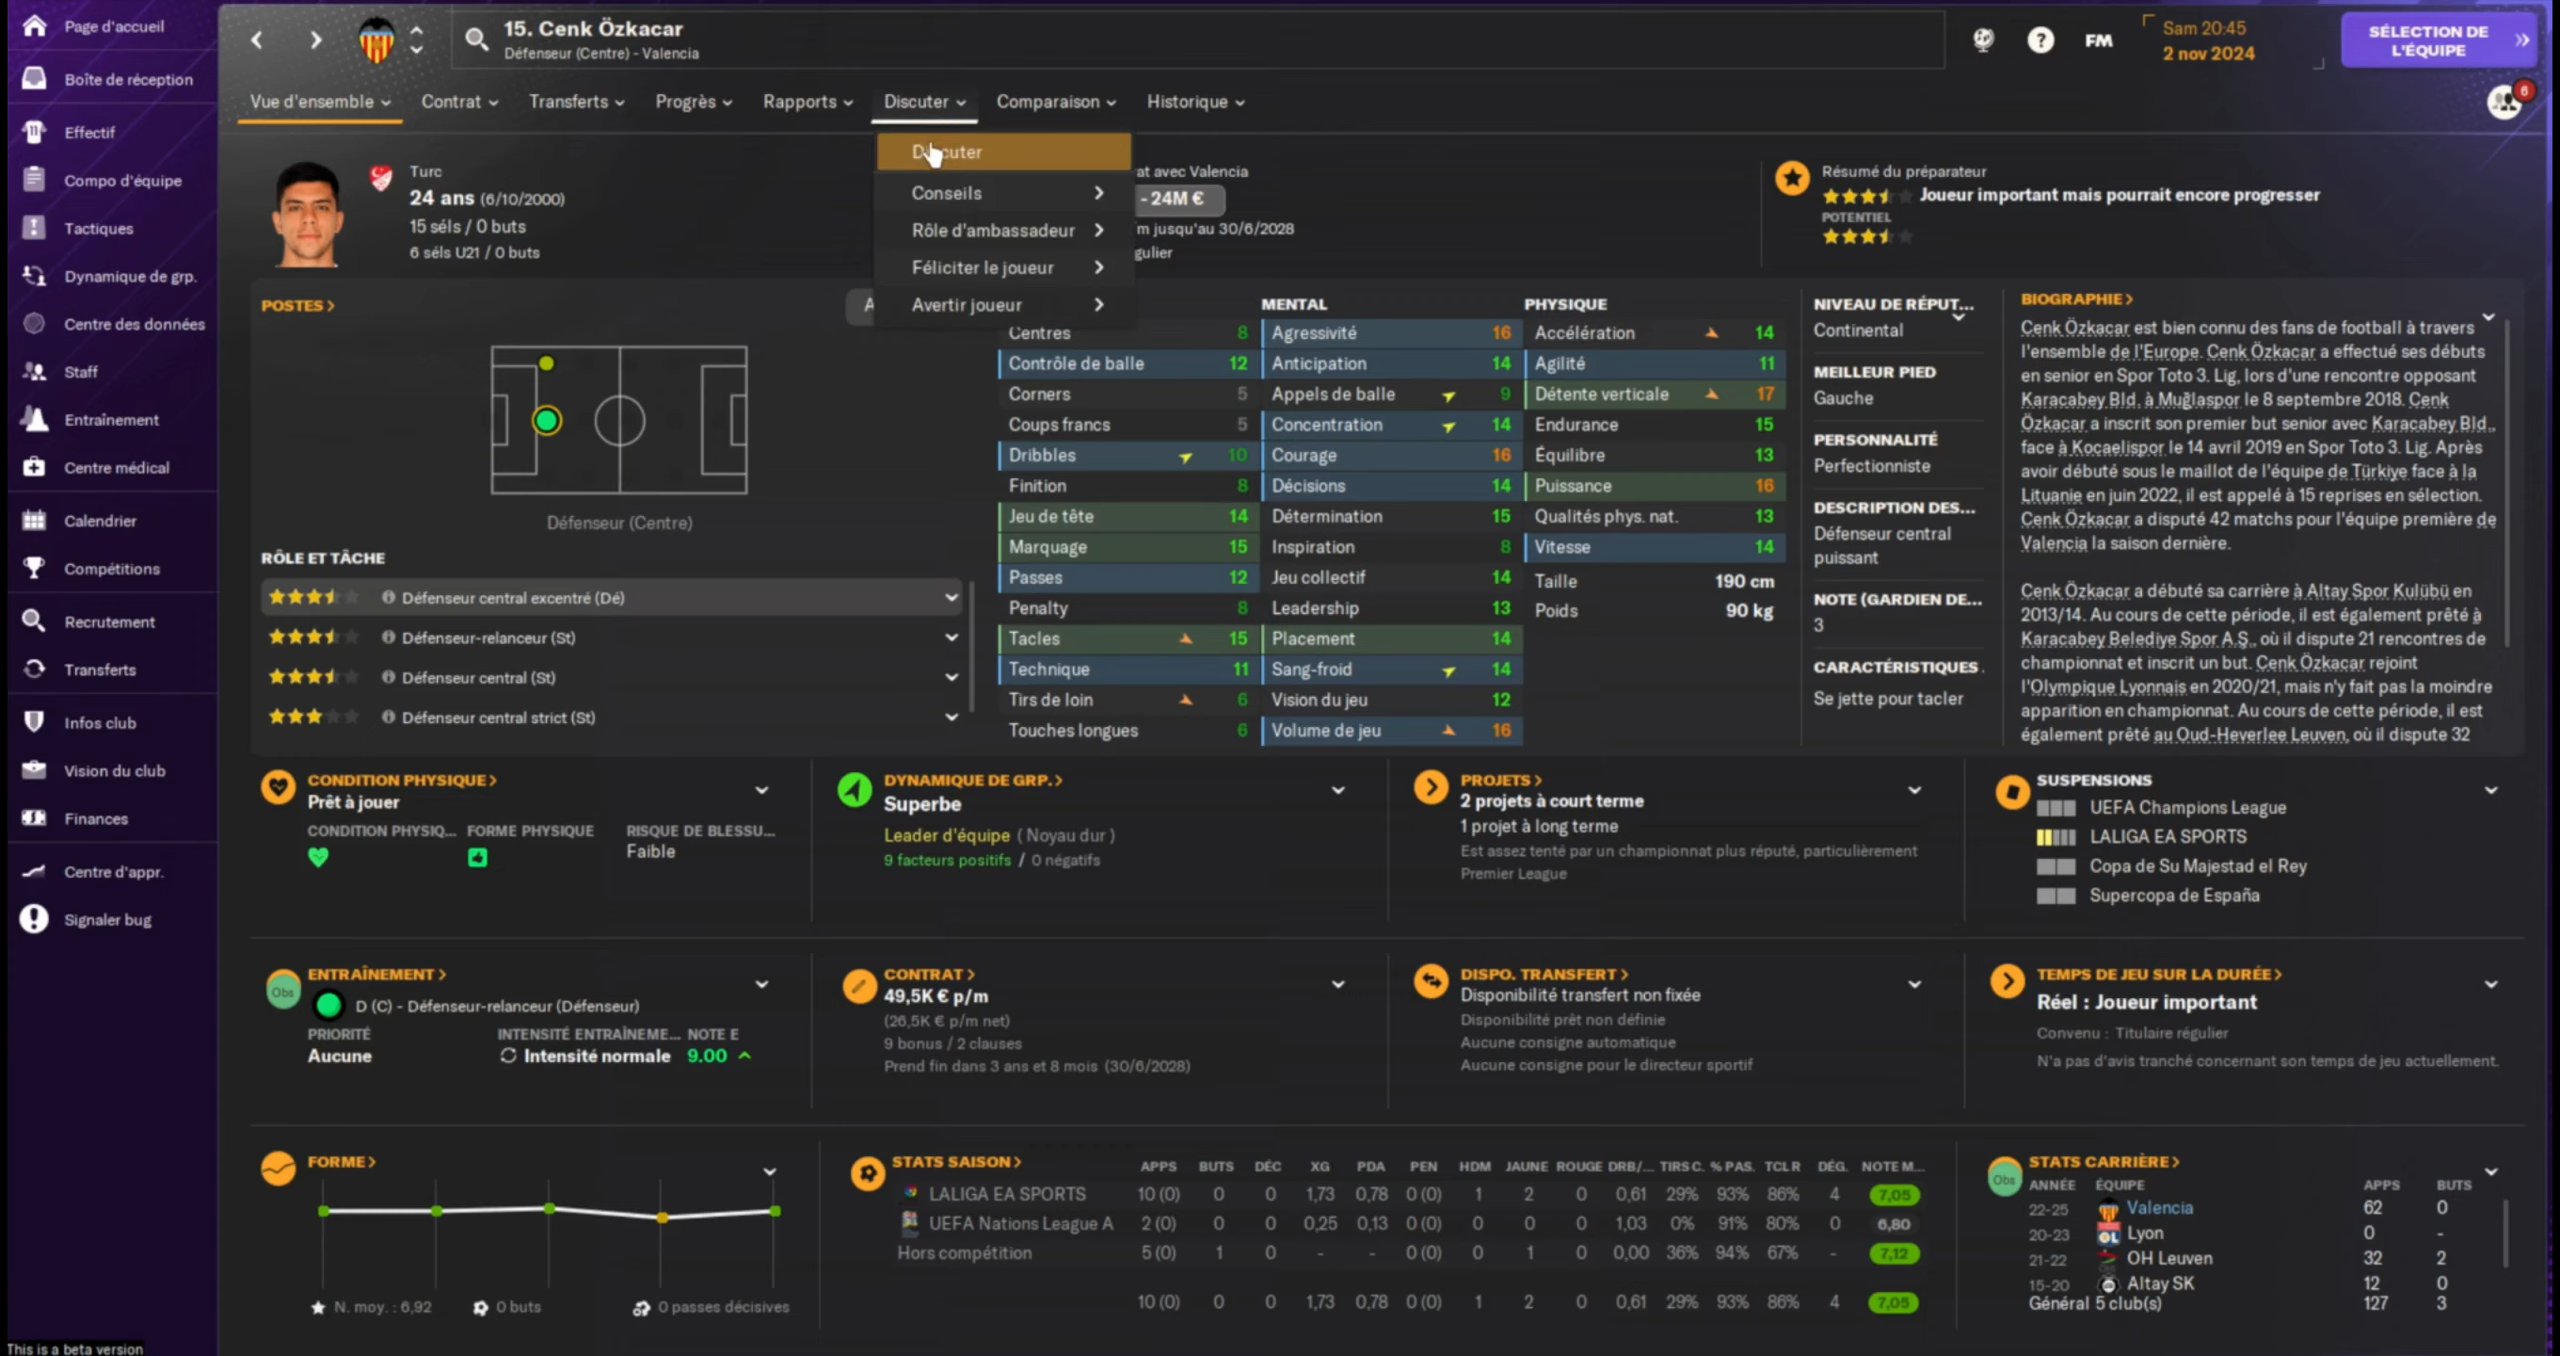 Page d'accueil
Boîte de réception
Effectif
Compo d'équipe
Tactiques
Dynamique de grp.
Centre des données
Staff
Entraînement
Centre médical
Calendrier
Compétitions
Recrutement
Transferts
Infos club
Vision du club
Finances
Centre d'appr.
Signaler bug
This is a beta version
15. Cenk Özkacar
Défenseur (Centre) - Valencia
FM
Sam 20:45
2 nov 2024
SÉLECTION DE
L'ÉQUIPE
6
Vue d'ensemble Contrat Transferts Progrès Rapports Discuter Comparaison Historique
Conseils
Rôle d'ambassadeur
Féliciter le joueur
Avertir joueur
Turc
24 ans (6/10/2000)
15 séls / 0 buts
6 séls U21 / 0 buts
at avec Valencia
- 24M €
jusqu'au 30/6/2028
gulier
Résumé du préparateur
Joueur important mais pourrait encore progresser
POTENTIEL
POSTES >
Défenseur (Centre)
RÔLE ET TÂCHE
Défenseur central excentré (Dé)
Défenseur-relanceur (St)
Défenseur central (St)
Défenseur central strict (St)
A
Centres 8
Contrôle de balle 12
Corners 5
Coups francs 5
Dribbles 10
Finition 8
Jeu de tête 14
Marquage 15
Passes 12
Penalty 8
Tacles 15
Technique 11
Tirs de loin 6
Touches longues 6
MENTAL
Agressivité 16
Anticipation 14
Appels de balle 9
Concentration 14
Courage 16
Décisions 14
Détermination 15
Inspiration 8
Jeu collectif 14
Leadership 13
Placement 14
Sang-froid 14
Vision du jeu 12
Volume de jeu 16
PHYSIQUE
Accélération 14
Agilité 11
Détente verticale 17
Endurance 15
Équilibre 13
Puissance 16
Qualités phys. nat. 13
Vitesse 14
Taille 190 cm
Poids 90 kg
NIVEAU DE RÉPUT...
Continental
MEILLEUR PIED
Gauche
PERSONNALITÉ
Perfectionniste
DESCRIPTION DES...
Défenseur central
puissant
NOTE (GARDIEN DE...
3
CARACTÉRISTIQUES
Se jette pour tacler
BIOGRAPHIE >
Cenk Özkacar est bien connu des fans de football à travers
l'ensemble de l'Europe. Cenk Özkacar a effectué ses débuts
en senior en Spor Toto 3. Lig, lors d'une rencontre opposant
Karacabey Bld. à Muğlaspor le 8 septembre 2018. Cenk
Özkacar a inscrit son premier but senior avec Karacabey Bld.,
face à Kocaelispor le 14 avril 2019 en Spor Toto 3. Lig. Après
avoir débuté sous le maillot de l'équipe de Türkiye face à la
Lituanie en juin 2022, il est appelé à 15 reprises en sélection.
Cenk Özkacar a disputé 42 matchs pour l'équipe première de
Valencia la saison dernière.
Cenk Özkacar a débuté sa carrière à Altay Spor Kulübü en
2013/14. Au cours de cette période, il est également prêté à
Karacabey Belediye Spor A.Ş., où il dispute 21 rencontres de
championnat et inscrit un but. Cenk Özkacar rejoint
l'Olympique Lyonnais en 2020/21, mais n'y fait pas la moindre
apparition en championnat. Au cours de cette période, il est
également prêté au Oud-Heverlee Leuven, où il dispute 32
CONDITION PHYSIQUE >
Prêt à jouer
CONDITION PHYSIQ... FORME PHYSIQUE RISQUE DE BLESSU...
Faible
DYNAMIQUE DE GRP. >
Superbe
Leader d'équipe ( Noyau dur )
9 facteurs positifs / 0 négatifs
PROJETS >
2 projets à court terme
1 projet à long terme
Est assez tenté par un championnat plus réputé, particulièrement
Premier League
SUSPENSIONS
UEFA Champions League
LALIGA EA SPORTS
Copa de Su Majestad el Rey
Supercopa de España
Obs
ENTRAÎNEMENT >
D (C) - Défenseur-relanceur (Défenseur)
PRIORITÉ INTENSITÉ ENTRAÎNEME... NOTE E
Aucune Intensité normale 9.00
CONTRAT >
49,5K € p/m
(26,5K € p/m net)
9 bonus / 2 clauses
Prend fin dans 3 ans et 8 mois (30/6/2028)
DISPO. TRANSFERT >
Disponibilité transfert non fixée
Disponibilité prêt non définie
Aucune consigne automatique
Aucune consigne pour le directeur sportif
TEMPS DE JEU SUR LA DURÉE >
Réel : Joueur important
Convenu : Titulaire régulier
N'a pas d'avis tranché concernant son temps de jeu actuellement.
FORME >
N. moy. : 6,92 0 buts 0 passes décisives
STATS SAISON > APPS BUTS DÉC XG PDA PEN HDM JAUNE ROUGE DRB/... TIRS C. % PAS. TCL R DÉG. NOTE M...
LALIGA EA SPORTS 10 (0) 0 0 1,73 0,78 0 (0) 1 2 0 0,61 29% 93% 86% 4 7,05
UEFA Nations League A 2 (0) 0 0 0,25 0,13 0 (0) 0 0 0 1,03 0% 91% 80% 0 6,80
Hors compétition 5 (0) 1 0 - - 0 (0) 0 1 0 0,00 36% 94% 67% - 7,12
10 (0) 0 0 1,73 0,78 0 (0) 1 2 0 0,61 29% 93% 86% 4 7,05
Obs
STATS CARRIÈRE >
ANNÉE ÉQUIPE APPS BUTS
22-25 Valencia 62 0
20-23 Lyon 0 -
21-22 OH Leuven 32 2
15-20 Altay SK 12 0
Général 5 club(s) 127 3